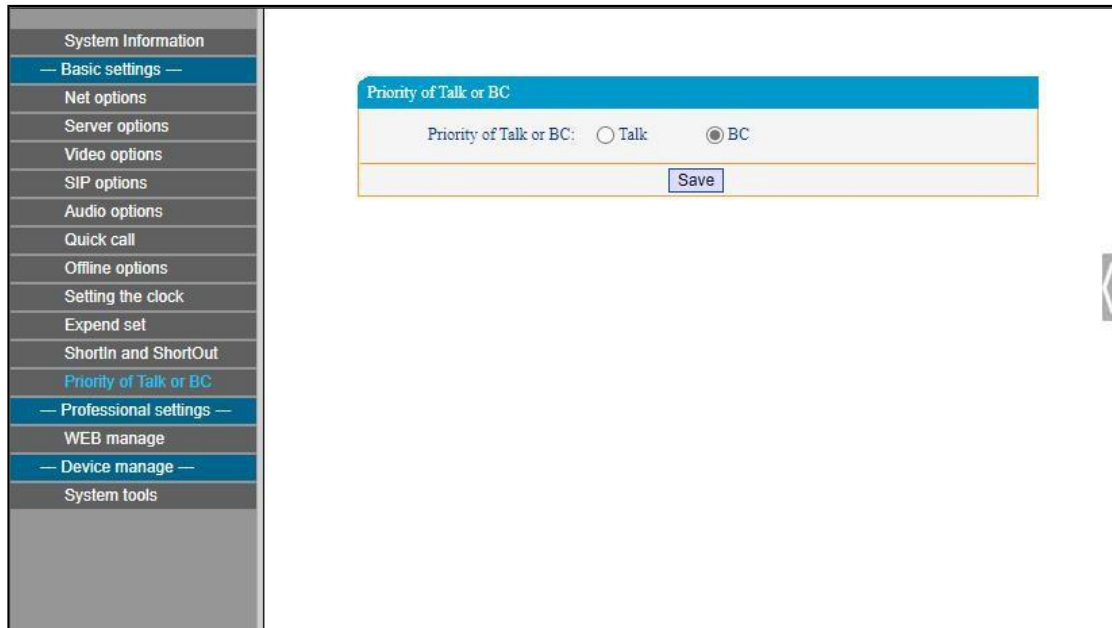 System Information
— Basic settings —
Net options
Server options
Video options
SIP options
Audio options
Quick call
Offline options
Setting the clock
Expend set
ShortIn and ShortOut
Priority of Talk or BC
— Professional settings —
WEB manage
— Device manage —
System tools
Priority of Talk or BC
Priority of Talk or BC: Talk BC
Save